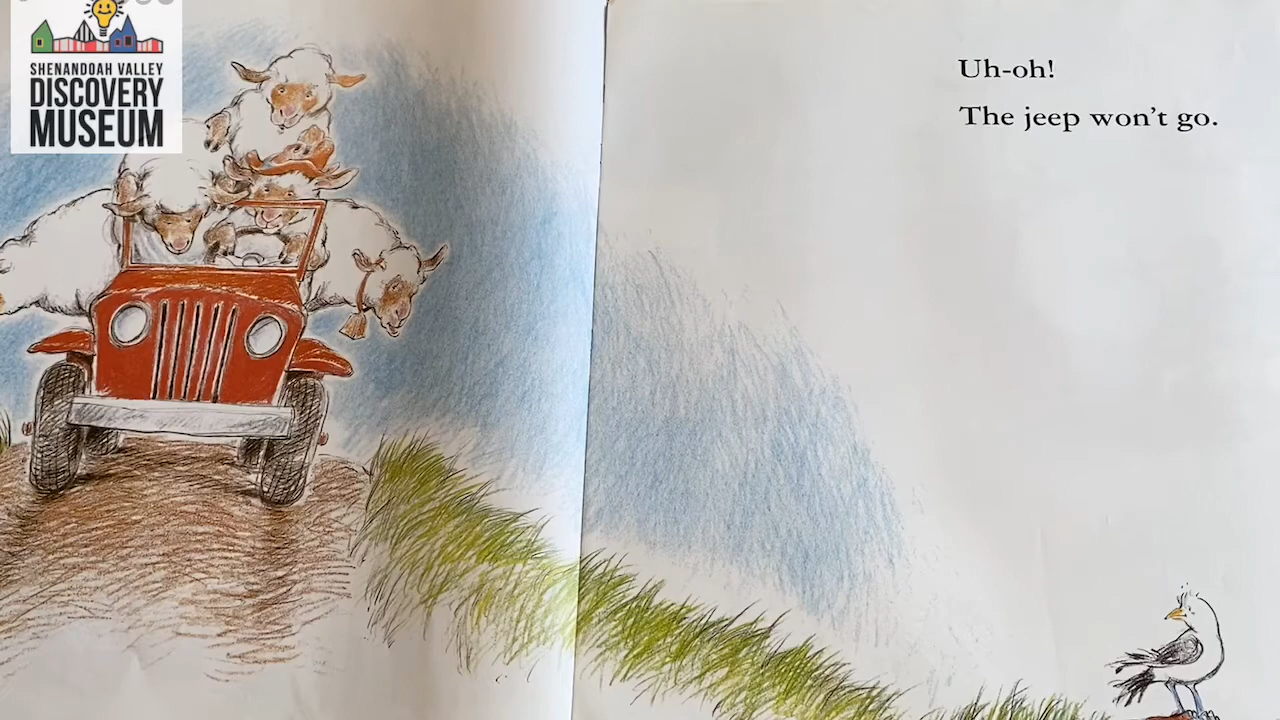 SHENANDOAH VALLEY
DISCOVERY
MUSEUM
Uh-oh!
The jeep won't go.